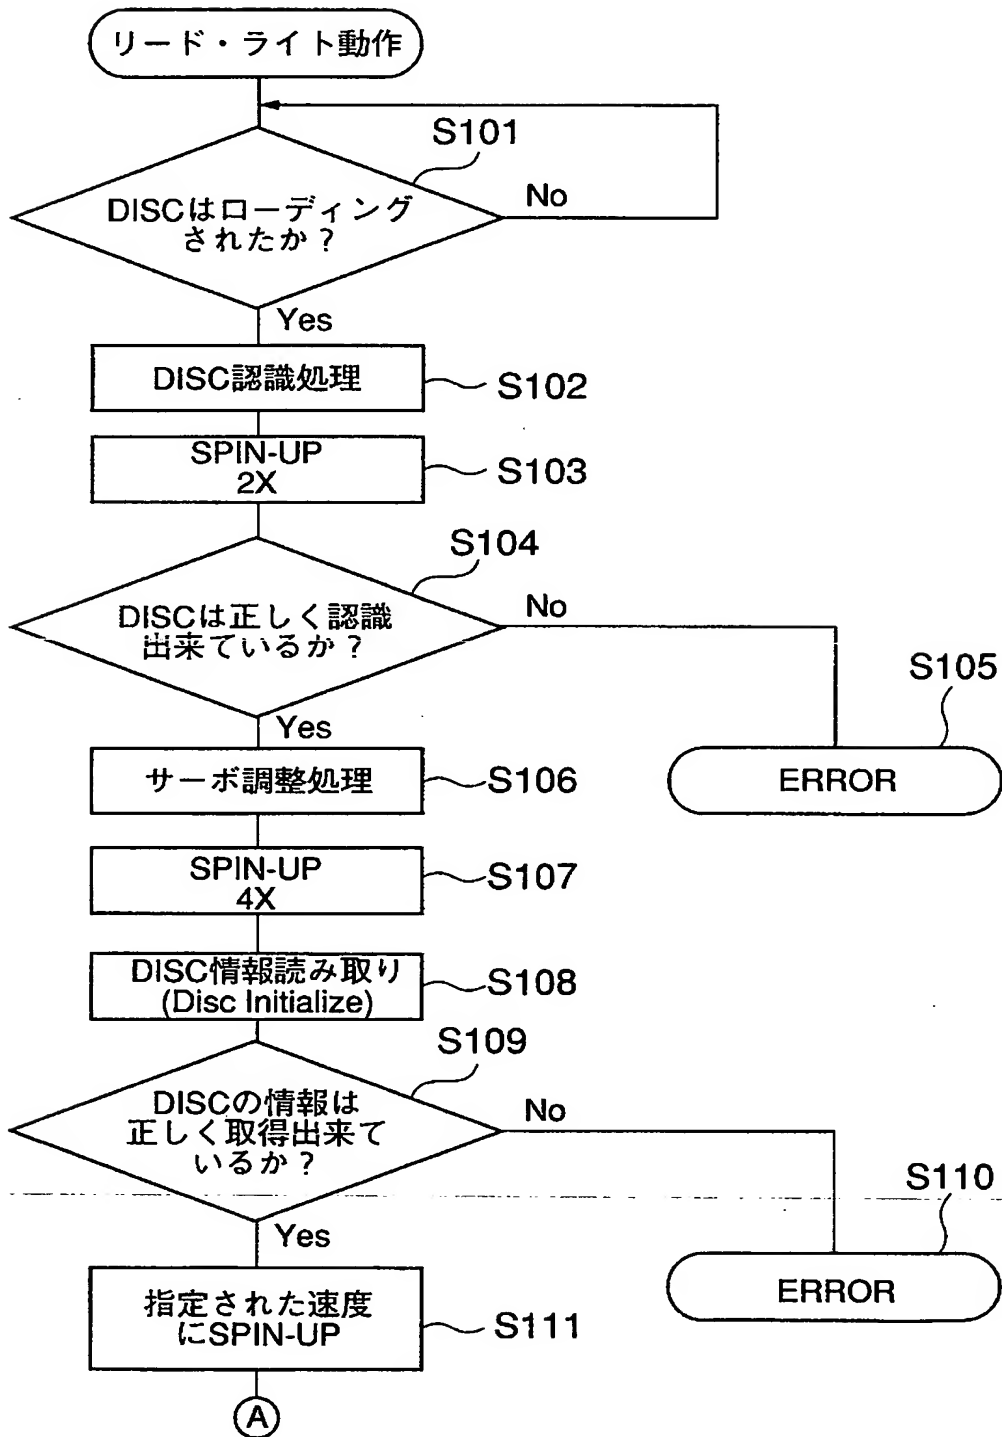 リード・ライト動作
S101
DISCはローディング
されたか？
No
Yes
DISC認識処理
S102
SPIN-UP
2X
S103
S104
DISCは正しく認識
出来ているか？
No
S105
Yes
ERROR
サーボ調整処理
S106
SPIN-UP
4X
S107
DISC情報読み取り
(Disc Initialize)
S108
S109
DISCの情報は
正しく取得出来て
いるか？
No
S110
Yes
ERROR
指定された速度
にSPIN-UP
S111
A